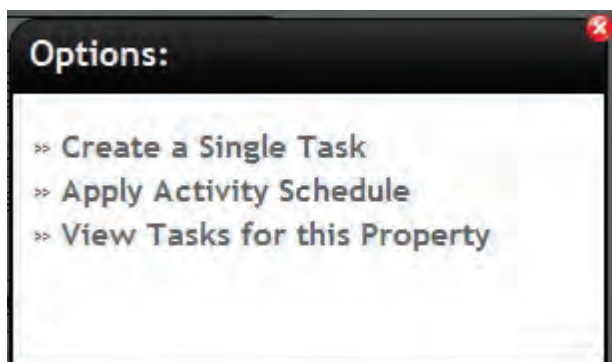 Options:
» Create a Single Task
» Apply Activity Schedule
» View Tasks for this Property